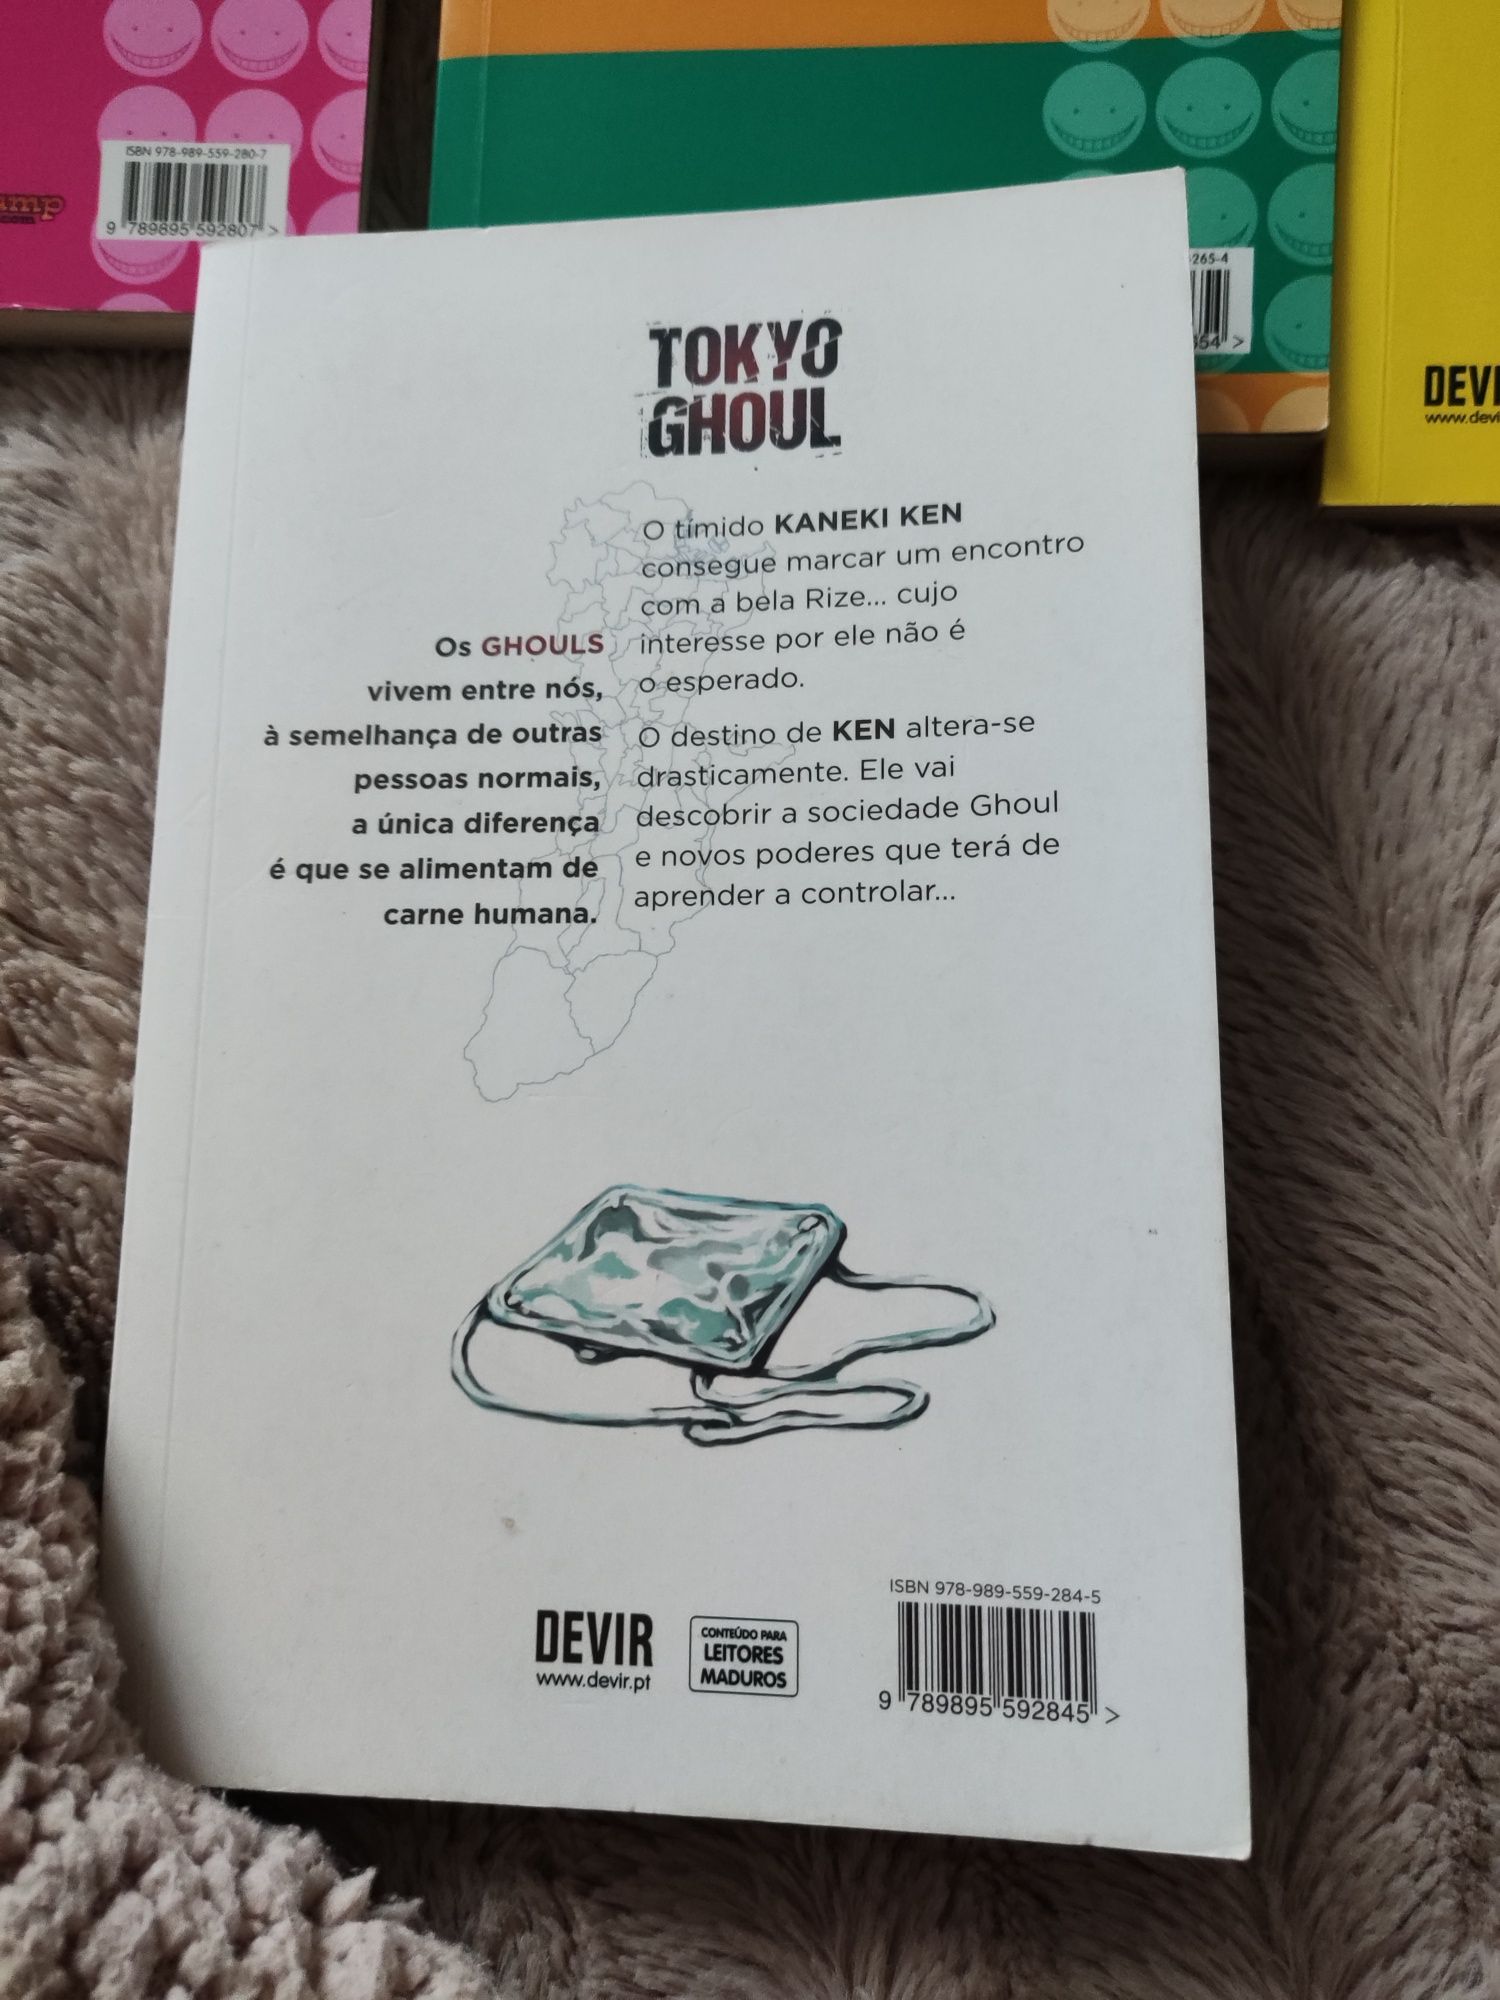 ISBN 978-989-559-280-7
9 789895 592807 >
.com
265-4
DEVI
TOKYO
GHOUL
Os GHOULS
vivem entre nós,
à semelhança de outras
pessoas normais,
a única diferença
é que se alimentam de
carne humana.
O tímido KANEKI KEN
consegue marcar um encontro
com a bela Rize... cujo
interesse por ele não é
o esperado.
O destino de KEN altera-se
drasticamente. Ele vai
descobrir a sociedade Ghoul
e novos poderes que terá de
aprender a controlar...
DEVIR
www.devir.pt
CONTEÚDO PARA
LEITORES
MADUROS
ISBN 978-989-559-284-5
9 789895 592845 >